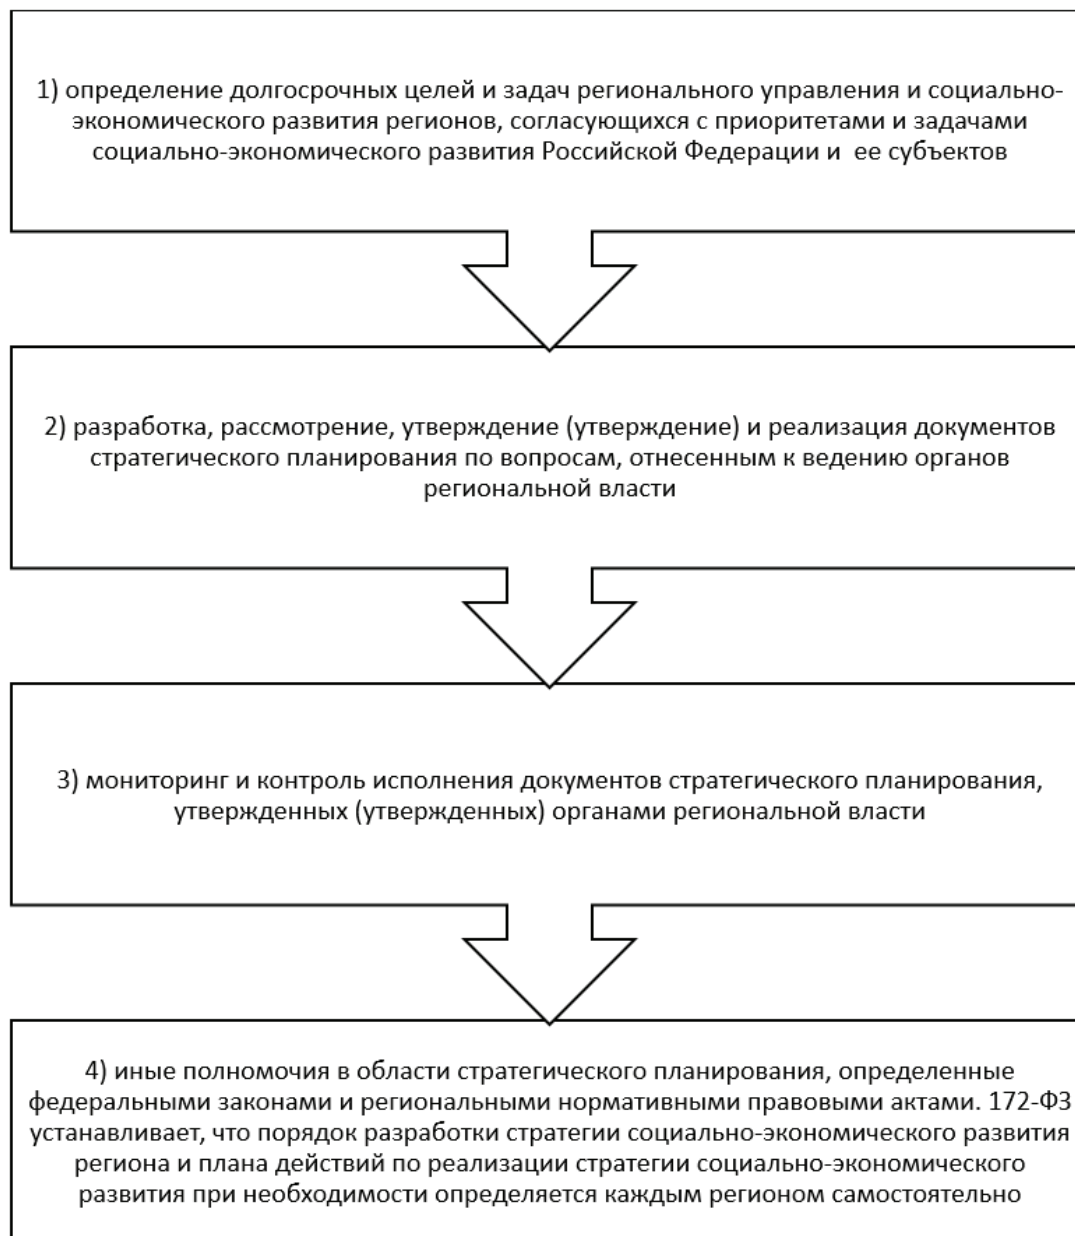 1) определение долгосрочных целей и задач регионального управления и социально-
экономического развития регионов, согласующихся с приоритетами и задачами
социально-экономического развития Российской Федерации и ее субъектов
2) разработка, рассмотрение, утверждение (утверждение) и реализация документов
стратегического планирования по вопросам, отнесенным к ведению органов
региональной власти
3) мониторинг и контроль исполнения документов стратегического планирования,
утвержденных (утвержденных) органами региональной власти
4) иные полномочия в области стратегического планирования, определенные
федеральными законами и региональными нормативными правовыми актами. 172-ФЗ
устанавливает, что порядок разработки стратегии социально-экономического развития
региона и плана действий по реализации стратегии социально-экономического
развития при необходимости определяется каждым регионом самостоятельно